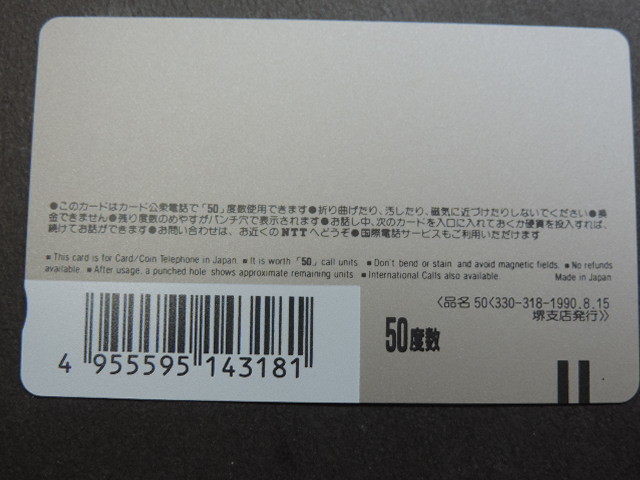 ●このカードはカード公衆電話で「50」度数使用できます●折り曲げたり、汚したり、磁気に近づけたりしないでください●換
金できません●残り度数のめやすがパンチ穴で表示されます●お話し中、次のカードを入口に入れておくか硬貨を投入すれば、
続けてお話ができます●お問い合わせは、お近くのNTTへどうぞ●国際電話サービスもご利用いただけます
■ This card is for Card/Coin Telephone in Japan. ■ It is worth「50」call units. ■ Don't bend or stain and avoid magnetic fields. ■ No refunds
available. ■ After usage, a punched hole shows approximate remaining units. ■ International Calls also available. Made in Japan
〈品名 50〈330-318-1990.8.15
堺支店発行〉〉
50度数
4 955595 143181